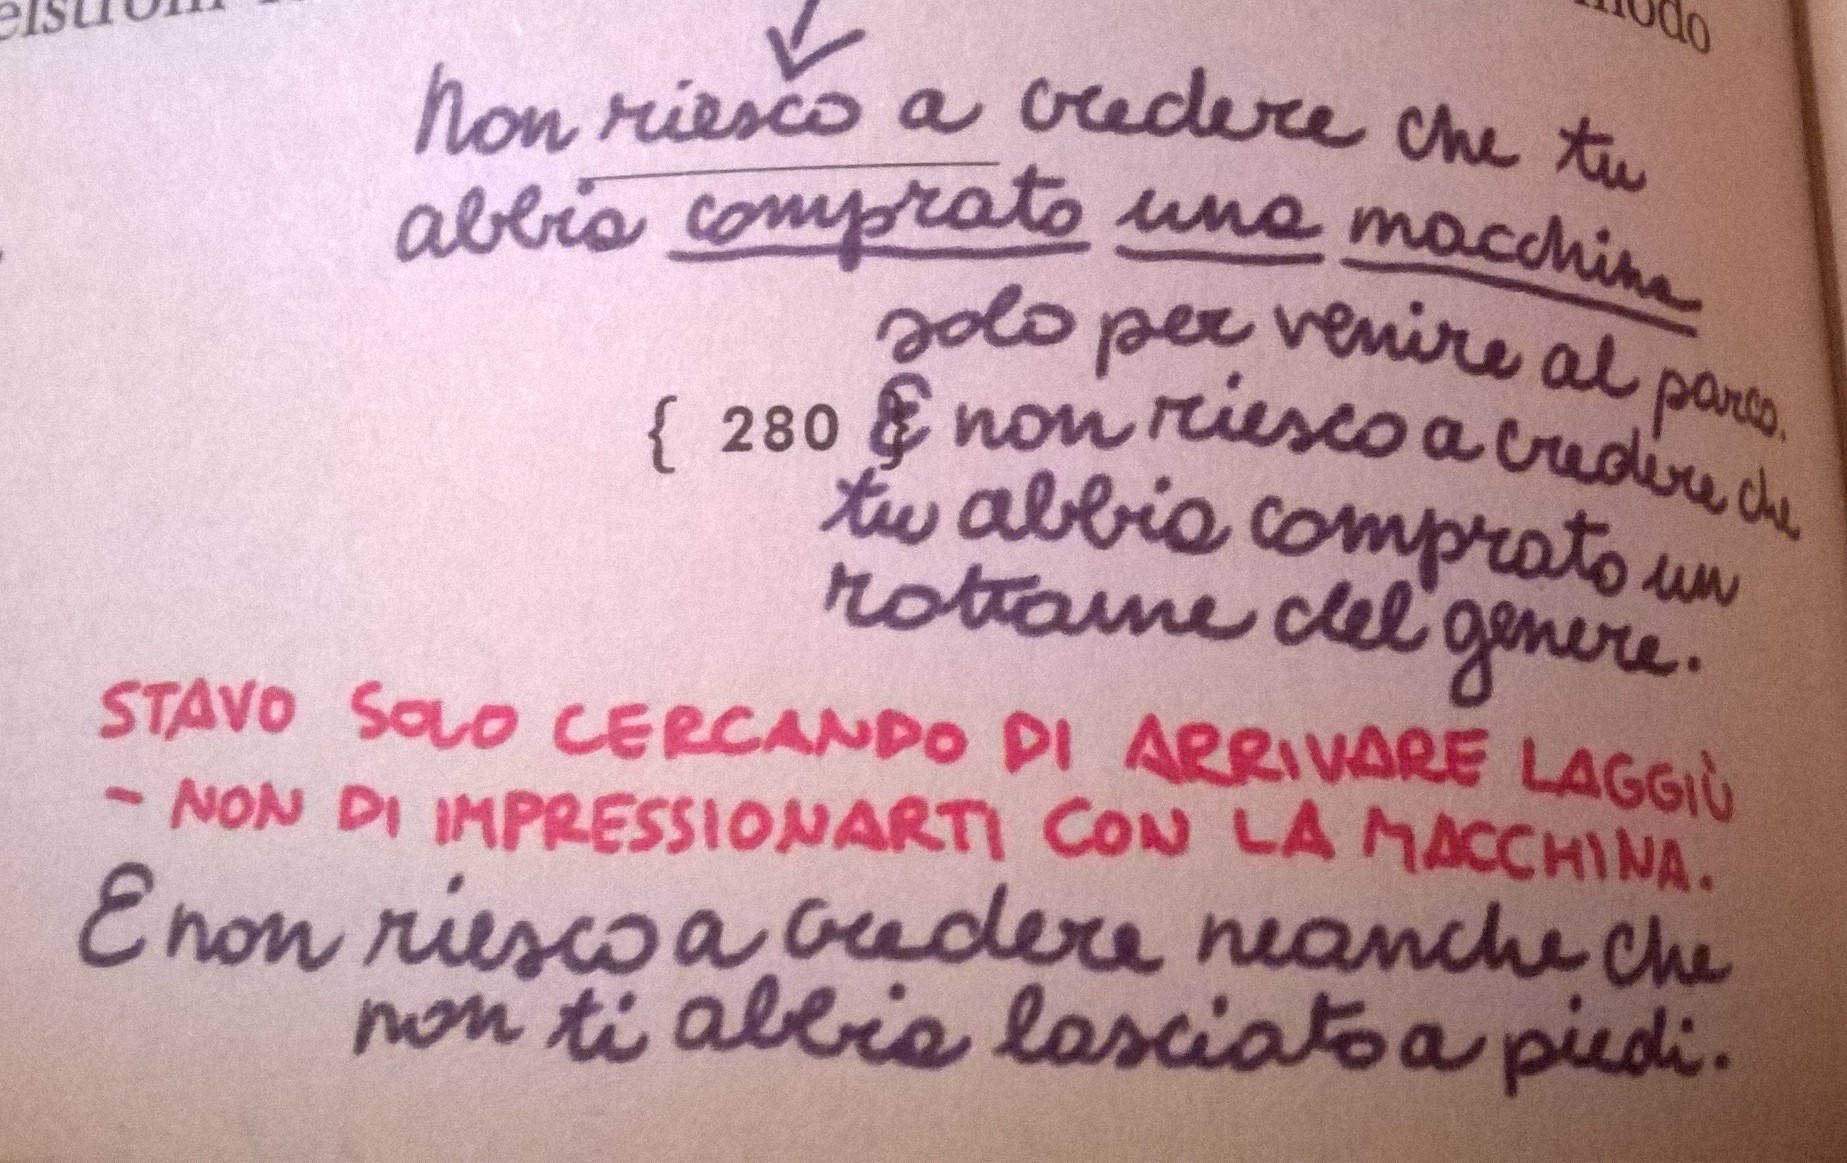 modo
Non riesco a credere che tu
abbia comprato una macchina
solo per venire al parco.
{ 280 }
E non riesco a credere che
tu abbia comprato un
rottame del genere.
STAVO SOLO CERCANDO DI ARRIVARE LAGGIÙ
- NON DI IMPRESSIONARTI CON LA MACCHINA.
E non riesco a credere neanche che
non ti abbia lasciato a piedi.